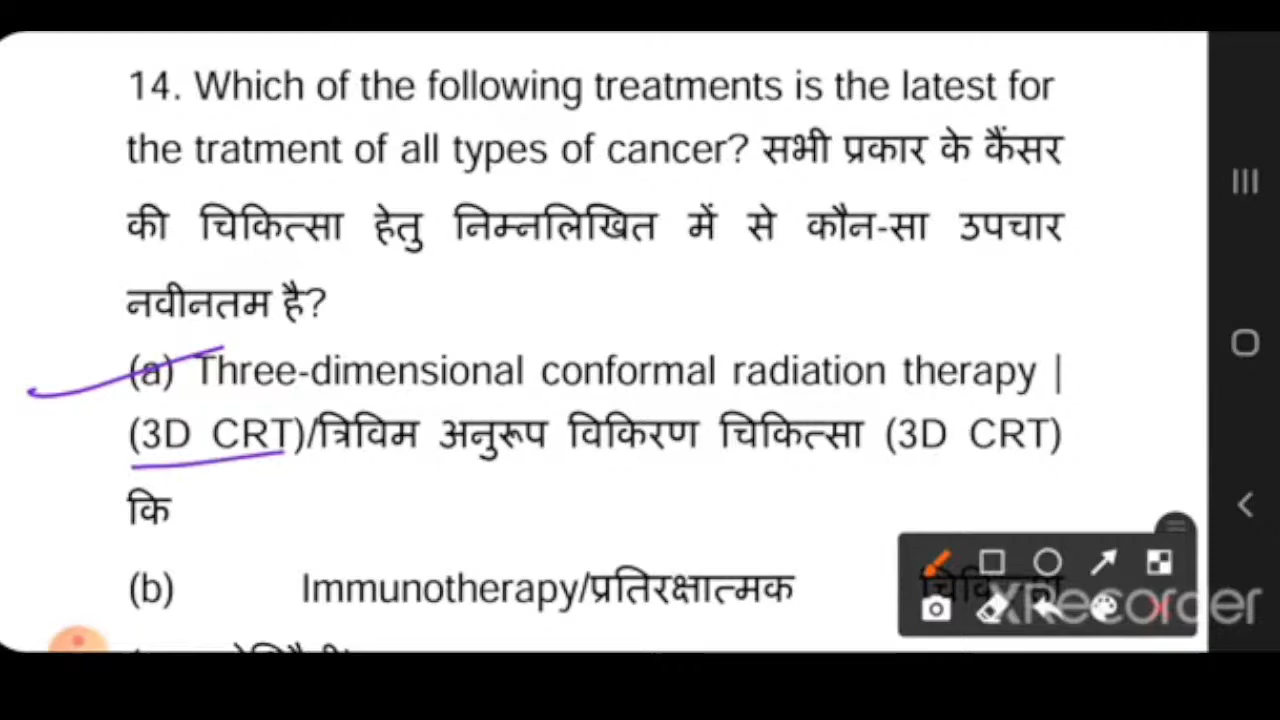 14. Which of the following treatments is the latest for
the tratment of all types of cancer? सभी प्रकार के कैंसर
की चिकित्सा हेतु निम्नलिखित में से कौन-सा उपचार
नवीनतम है?
(a) Three-dimensional conformal radiation therapy |
(3D CRT)/त्रिविम अनुरूप विकिरण चिकित्सा (3D CRT)
कि
(b) Immunotherapy/प्रतिरक्षात्मक
XRecorder